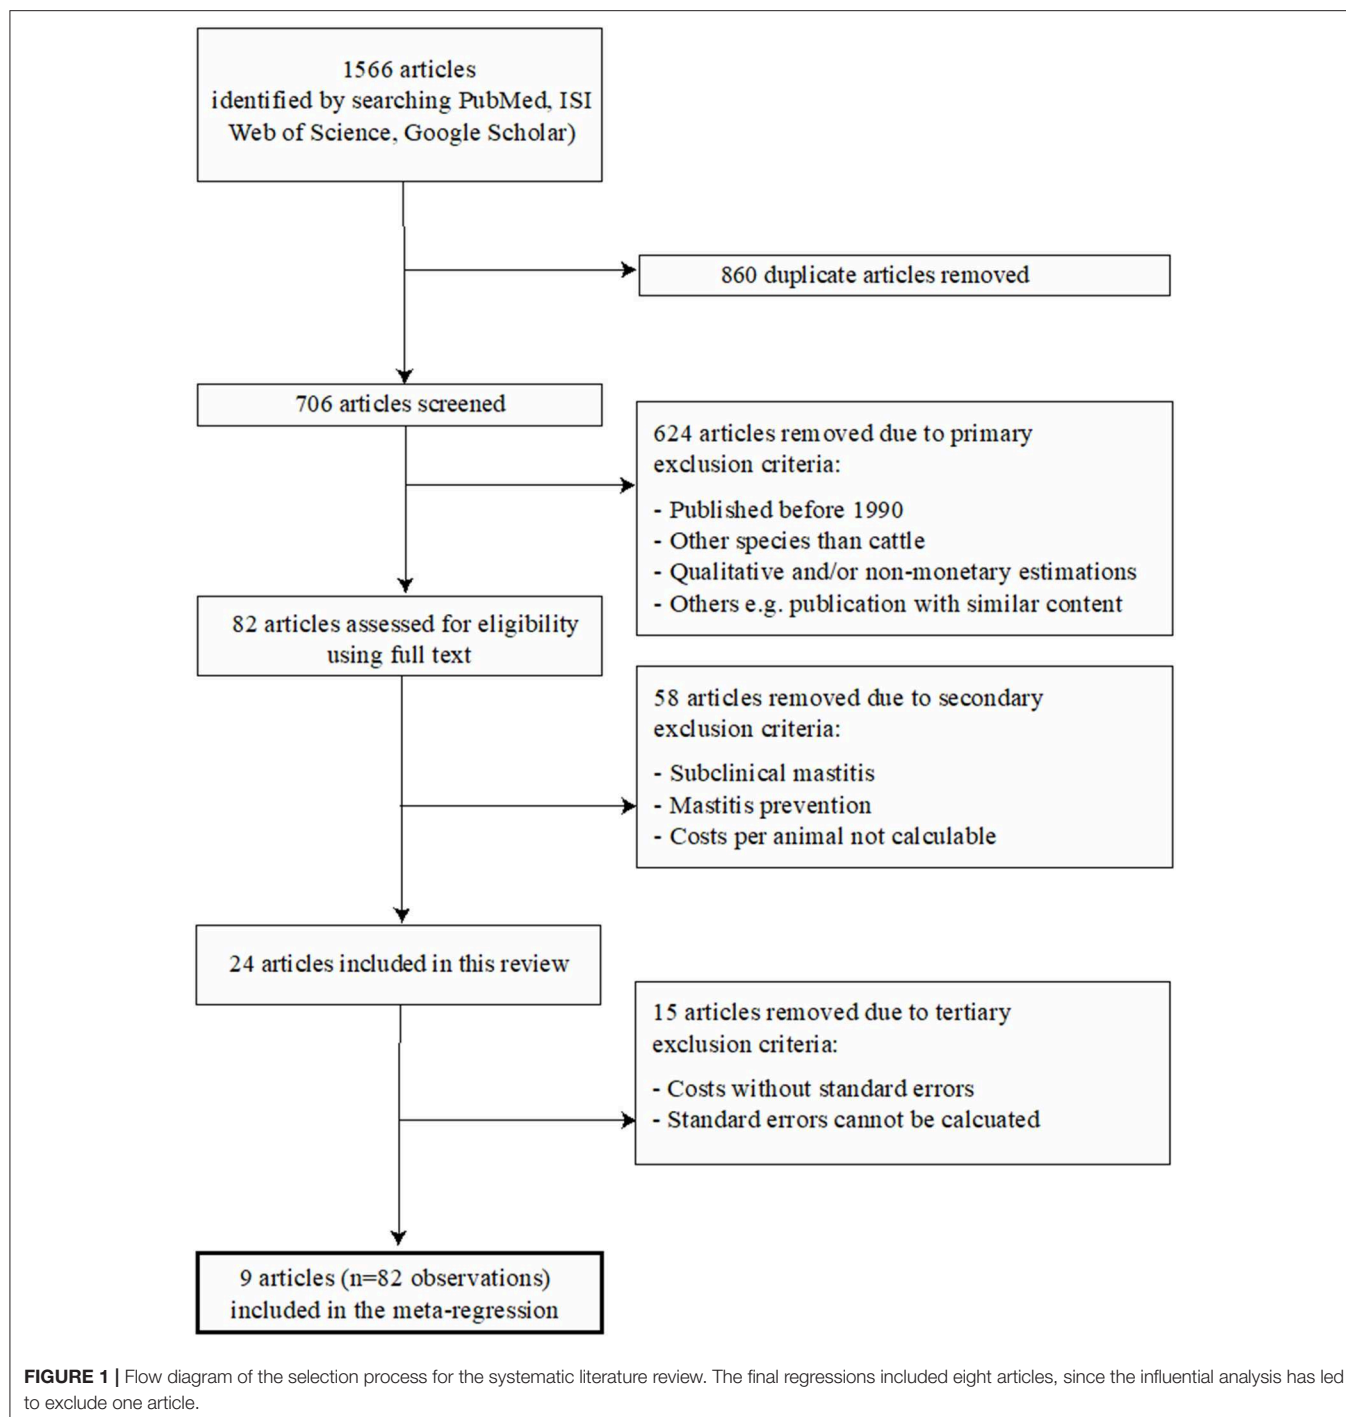 1566 articles
identified by searching PubMed, ISI
Web of Science, Google Scholar)
860 duplicate articles removed
706 articles screened
624 articles removed due to primary
exclusion criteria:
- Published before 1990
- Other species than cattle
- Qualitative and/or non-monetary estimations
- Others e.g. publication with similar content
82 articles assessed for eligibility
using full text
58 articles removed due to secondary
exclusion criteria:
- Subclinical mastitis
- Mastitis prevention
- Costs per animal not calculable
24 articles included in this review
15 articles removed due to tertiary
exclusion criteria:
- Costs without standard errors
- Standard errors cannot be calcuated
9 articles (n=82 observations)
included in the meta-regression
FIGURE 1 | Flow diagram of the selection process for the systematic literature review. The final regressions included eight articles, since the influential analysis has led
to exclude one article.